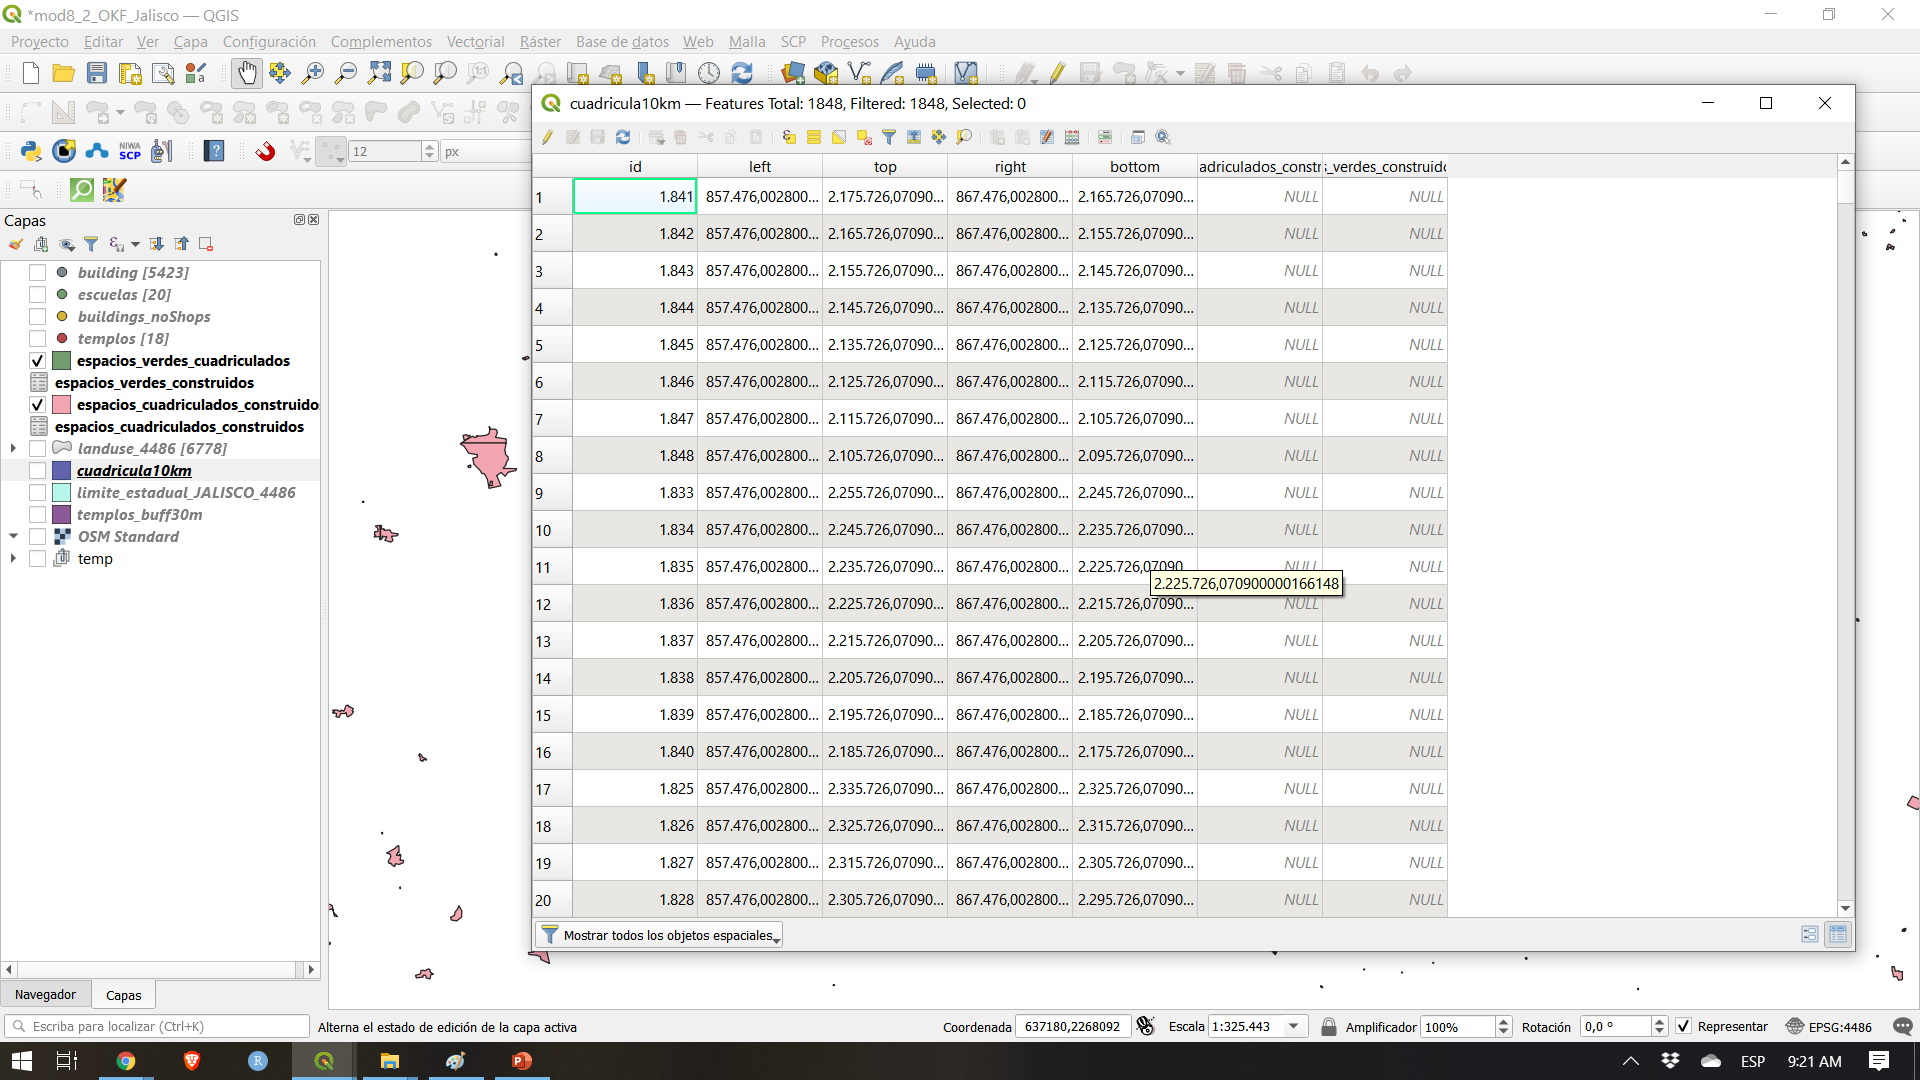 *mod8_2_OKF_Jalisco — QGIS
Proyecto Editar Ver Capa Configuración Complementos Vectorial Ráster Base de datos Web Malla SCP Procesos Ayuda
NIWA
SCP
12 px
Capas
building [5423]
escuelas [20]
buildings_noShops
templos [18]
espacios_verdes_cuadriculados
espacios_verdes_construidos
espacios_cuadriculados_construido
espacios_cuadriculados_construidos
landuse_4486 [6778]
cuadricula10km
limite_estadual_JALISCO_4486
templos_buff30m
OSM Standard
temp
Navegador Capas
cuadricula10km — Features Total: 1848, Filtered: 1848, Selected: 0
id left top right bottom adriculados_constr s_verdes_construido
1 1.841 857.476,002800... 2.175.726,07090... 867.476,002800... 2.165.726,07090... NULL NULL
2 1.842 857.476,002800... 2.165.726,07090... 867.476,002800... 2.155.726,07090... NULL NULL
3 1.843 857.476,002800... 2.155.726,07090... 867.476,002800... 2.145.726,07090... NULL NULL
4 1.844 857.476,002800... 2.145.726,07090... 867.476,002800... 2.135.726,07090... NULL NULL
5 1.845 857.476,002800... 2.135.726,07090... 867.476,002800... 2.125.726,07090... NULL NULL
6 1.846 857.476,002800... 2.125.726,07090... 867.476,002800... 2.115.726,07090... NULL NULL
7 1.847 857.476,002800... 2.115.726,07090... 867.476,002800... 2.105.726,07090... NULL NULL
8 1.848 857.476,002800... 2.105.726,07090... 867.476,002800... 2.095.726,07090... NULL NULL
9 1.833 857.476,002800... 2.255.726,07090... 867.476,002800... 2.245.726,07090... NULL NULL
10 1.834 857.476,002800... 2.245.726,07090... 867.476,002800... 2.235.726,07090... NULL NULL
11 1.835 857.476,002800... 2.235.726,07090... 867.476,002800... 2.225.726,07090... NULL NULL
2.225.726,070900000166148
12 1.836 857.476,002800... 2.225.726,07090... 867.476,002800... 2.215.726,07090... NULL NULL
13 1.837 857.476,002800... 2.215.726,07090... 867.476,002800... 2.205.726,07090... NULL NULL
14 1.838 857.476,002800... 2.205.726,07090... 867.476,002800... 2.195.726,07090... NULL NULL
15 1.839 857.476,002800... 2.195.726,07090... 867.476,002800... 2.185.726,07090... NULL NULL
16 1.840 857.476,002800... 2.185.726,07090... 867.476,002800... 2.175.726,07090... NULL NULL
17 1.825 857.476,002800... 2.335.726,07090... 867.476,002800... 2.325.726,07090... NULL NULL
18 1.826 857.476,002800... 2.325.726,07090... 867.476,002800... 2.315.726,07090... NULL NULL
19 1.827 857.476,002800... 2.315.726,07090... 867.476,002800... 2.305.726,07090... NULL NULL
20 1.828 857.476,002800... 2.305.726,07090... 867.476,002800... 2.295.726,07090... NULL NULL
Mostrar todos los objetos espaciales
Escriba para localizar (Ctrl+K) Alterna el estado de edición de la capa activa Coordenada 637180,2268092 Escala 1:325.443 Amplificador 100% Rotación 0,0 ° Representar EPSG:4486
ESP 9:21 AM